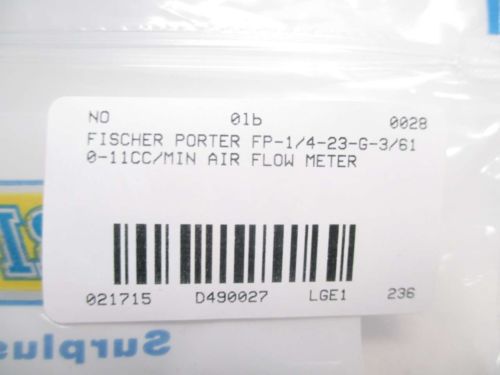 NO 01b 0028
FISCHER PORTER FP-1/4-23-G-3/61
0-11CC/MIN AIR FLOW METER
021715 D490027 LGE1 236
Surplus